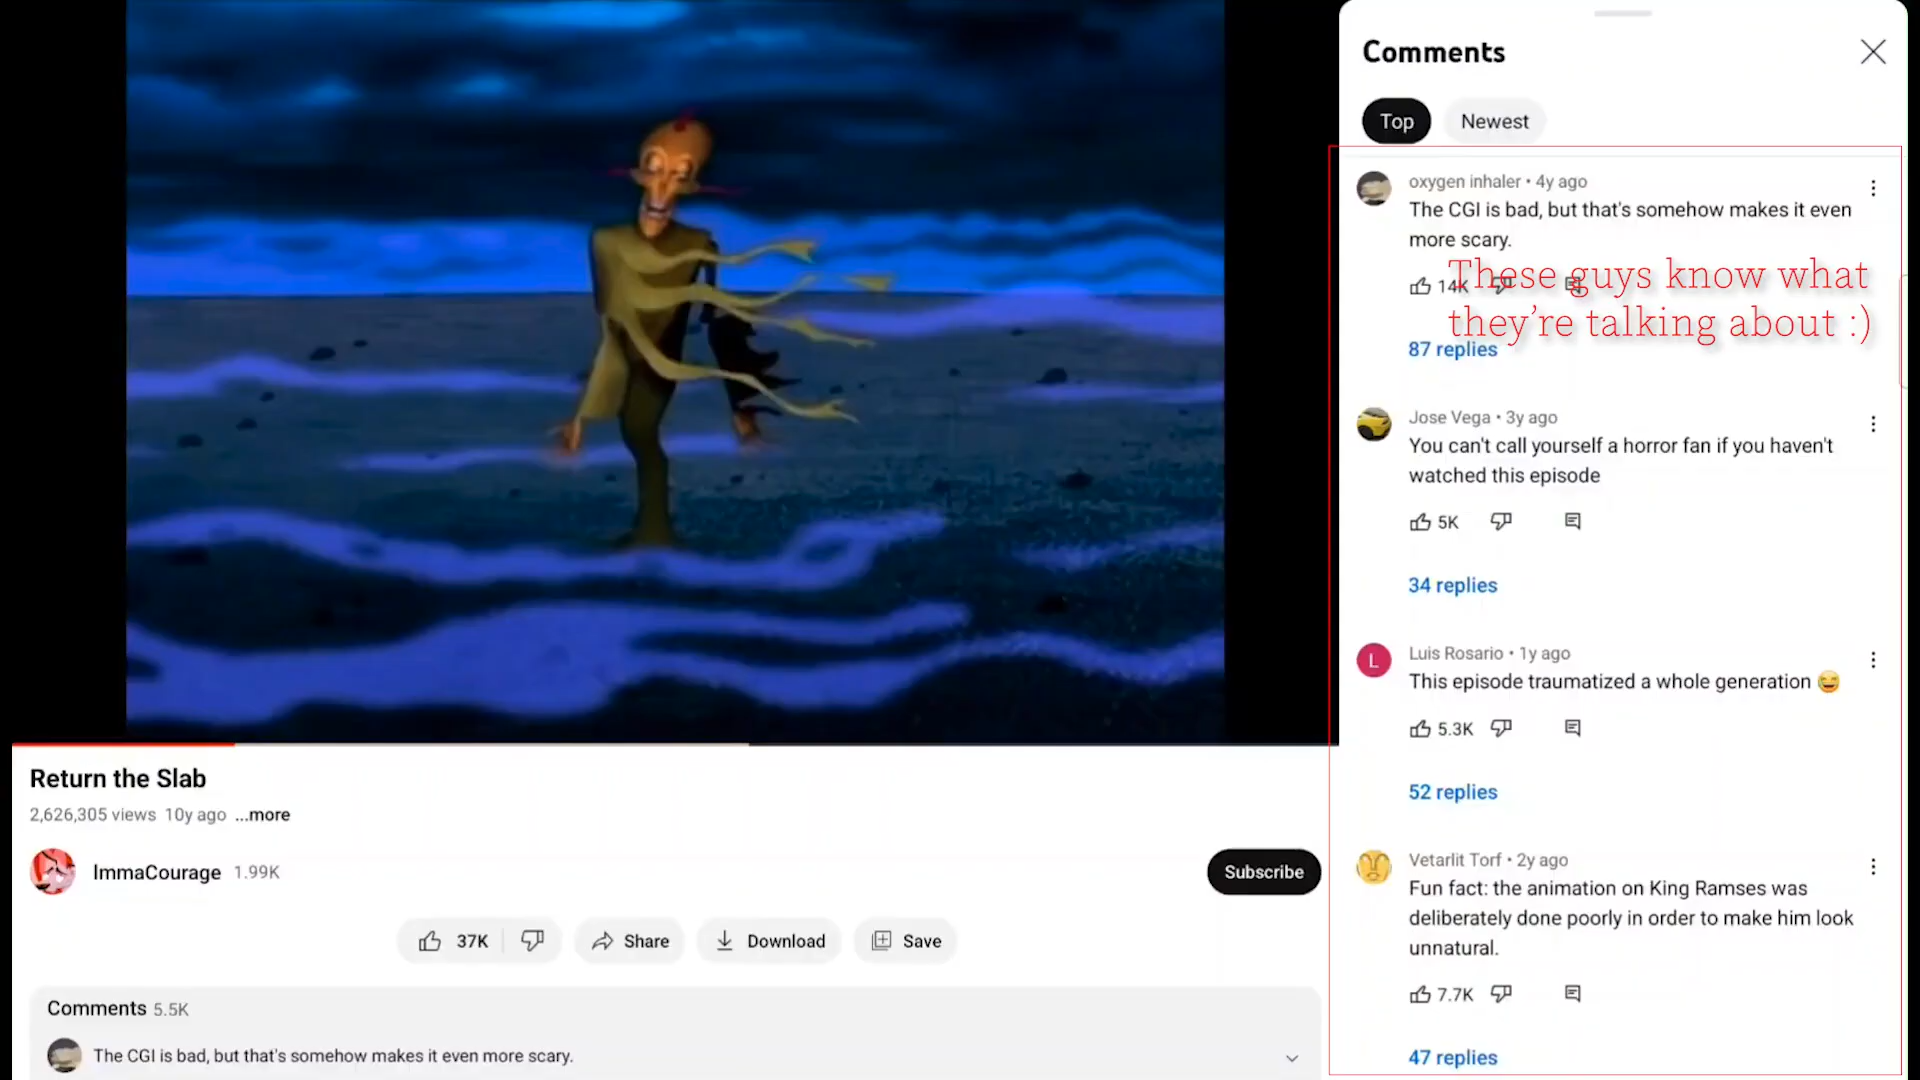 Return the Slab
2,626,305 views 10y ago ...more
ImmaCourage 1.99K
Subscribe
37K
Share
Download
Save
Comments 5.5K
The CGI is bad, but that's somehow makes it even more scary.
Comments
Top
Newest
oxygen inhaler • 4y ago
The CGI is bad, but that's somehow makes it even
more scary.
14K
These guys know what
they’re talking about :)
87 replies
Jose Vega • 3y ago
You can't call yourself a horror fan if you haven't
watched this episode
5K
34 replies
L
Luis Rosario • 1y ago
This episode traumatized a whole generation 😆
5.3K
52 replies
Vetarlit Torf • 2y ago
Fun fact: the animation on King Ramses was
deliberately done poorly in order to make him look
unnatural.
7.7K
47 replies